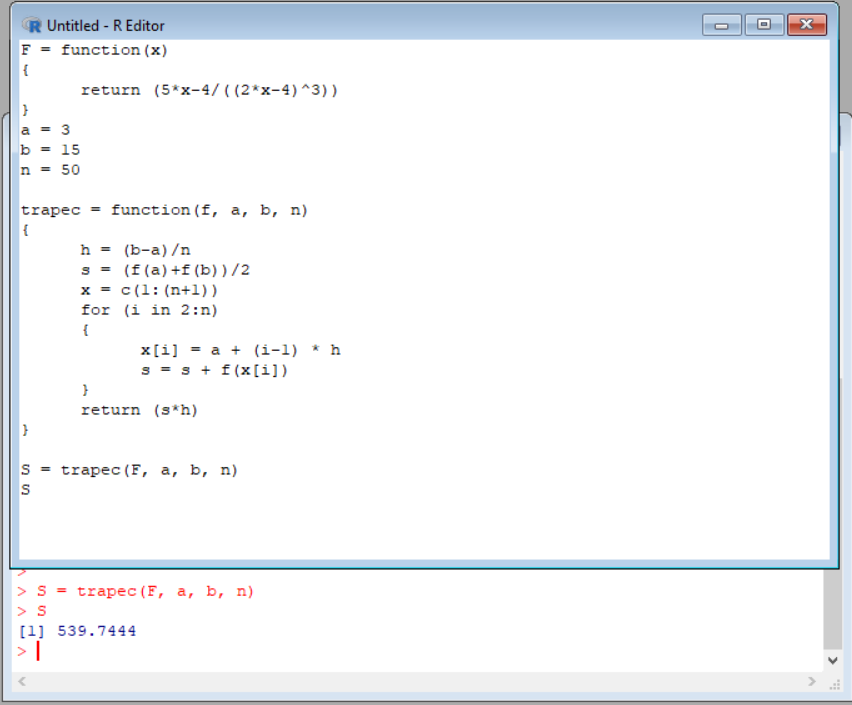 Untitled - R Editor
F = function(x)
{
return (5*x-4/((2*x-4)^3))
}
a = 3
b = 15
n = 50
trapec = function(f, a, b, n)
{
h = (b-a)/n
s = (f(a)+f(b))/2
x = c(1:(n+1))
for (i in 2:n)
{
x[i] = a + (i-1) * h
s = s + f(x[i])
}
return (s*h)
}
S = trapec(F, a, b, n)
S
>
> S = trapec(F, a, b, n)
> S
[1] 539.7444
>